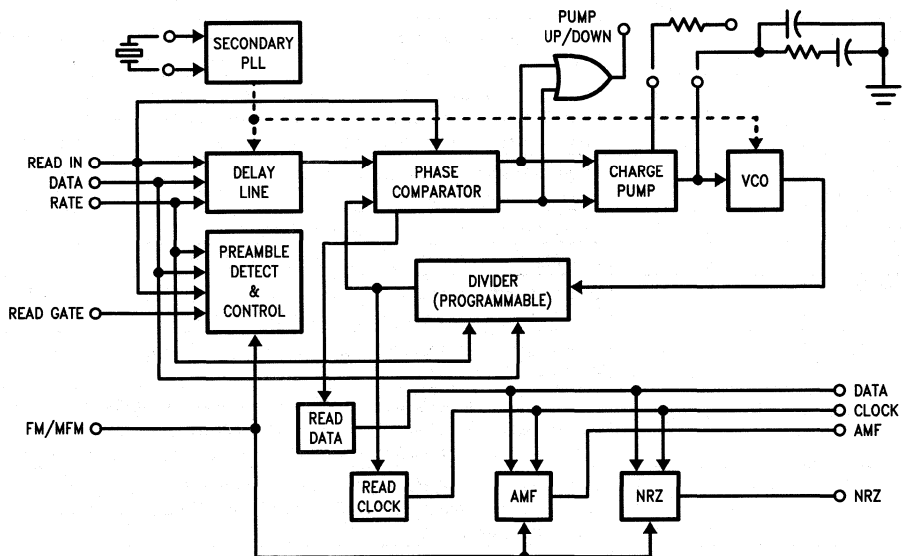 PUMP
UP/DOWN
SECONDARY
PLL
READ IN
DATA
RATE
DELAY
LINE
PHASE
COMPARATOR
CHARGE
PUMP
VCO
PREAMBLE
DETECT
&
CONTROL
DIVIDER
(PROGRAMMABLE)
READ GATE
FM/MFM
READ
DATA
DATA
CLOCK
AMF
READ
CLOCK
AMF
NRZ
NRZ